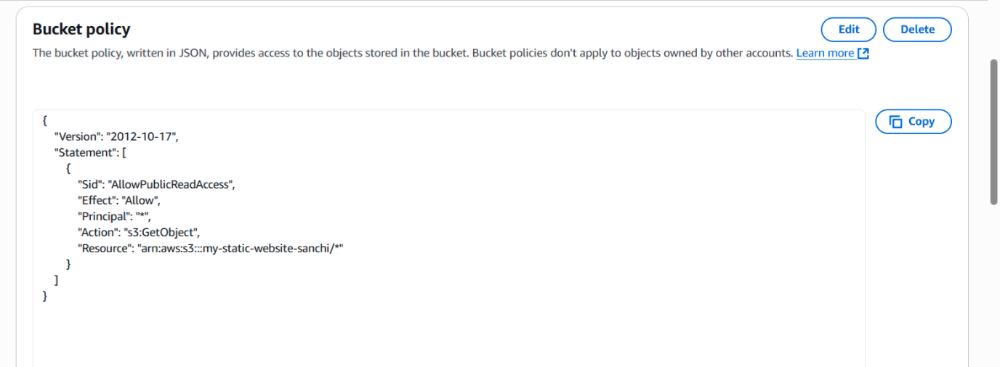 Bucket policy
Edit
Delete
The bucket policy, written in JSON, provides access to the objects stored in the bucket. Bucket policies don't apply to objects owned by other accounts. Learn more
Copy
{
"Version": "2012-10-17",
"Statement": [
{
"Sid": "AllowPublicReadAccess",
"Effect": "Allow",
"Principal": "*",
"Action": "s3:GetObject",
"Resource": "arn:aws:s3:::my-static-website-sanchi/*"
}
]
}